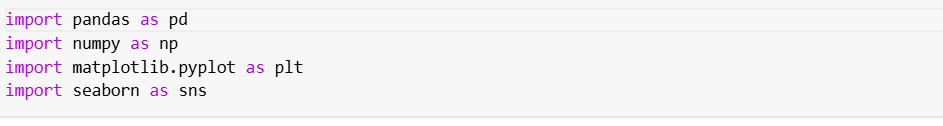 import pandas as pd
import numpy as np
import matplotlib.pyplot as plt
import seaborn as sns